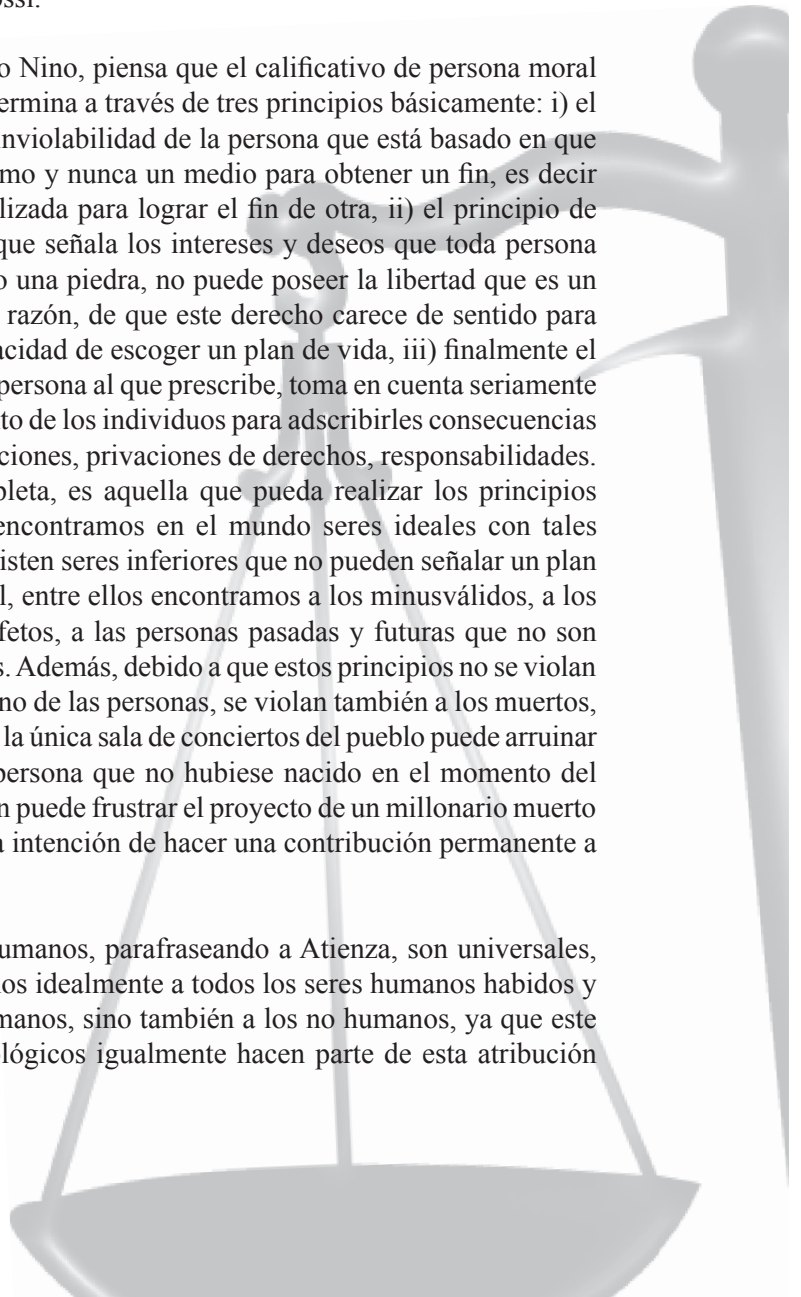 ossi.
o Nino, piensa que el calificativo de persona moral
ermina a través de tres principios básicamente: i) el
inviolabilidad de la persona que está basado en que
mo y nunca un medio para obtener un fin, es decir
lizada para lograr el fin de otra, ii) el principio de
que señala los intereses y deseos que toda persona
o una piedra, no puede poseer la libertad que es un
razón, de que este derecho carece de sentido para
acidad de escoger un plan de vida, iii) finalmente el
persona al que prescribe, toma en cuenta seriamente
to de los individuos para adscribirles consecuencias
ciones, privaciones de derechos, responsabilidades.
pleta, es aquella que pueda realizar los principios
encontramos en el mundo seres ideales con tales
isten seres inferiores que no pueden señalar un plan
l, entre ellos encontramos a los minusválidos, a los
fetos, a las personas pasadas y futuras que no son
s. Además, debido a que estos principios no se violan
no de las personas, se violan también a los muertos,
la única sala de conciertos del pueblo puede arruinar
persona que no hubiese nacido en el momento del
n puede frustrar el proyecto de un millonario muerto
a intención de hacer una contribución permanente a
umanos, parafraseando a Atienza, son universales,
los idealmente a todos los seres humanos habidos y
manos, sino también a los no humanos, ya que este
ológicos igualmente hacen parte de esta atribución